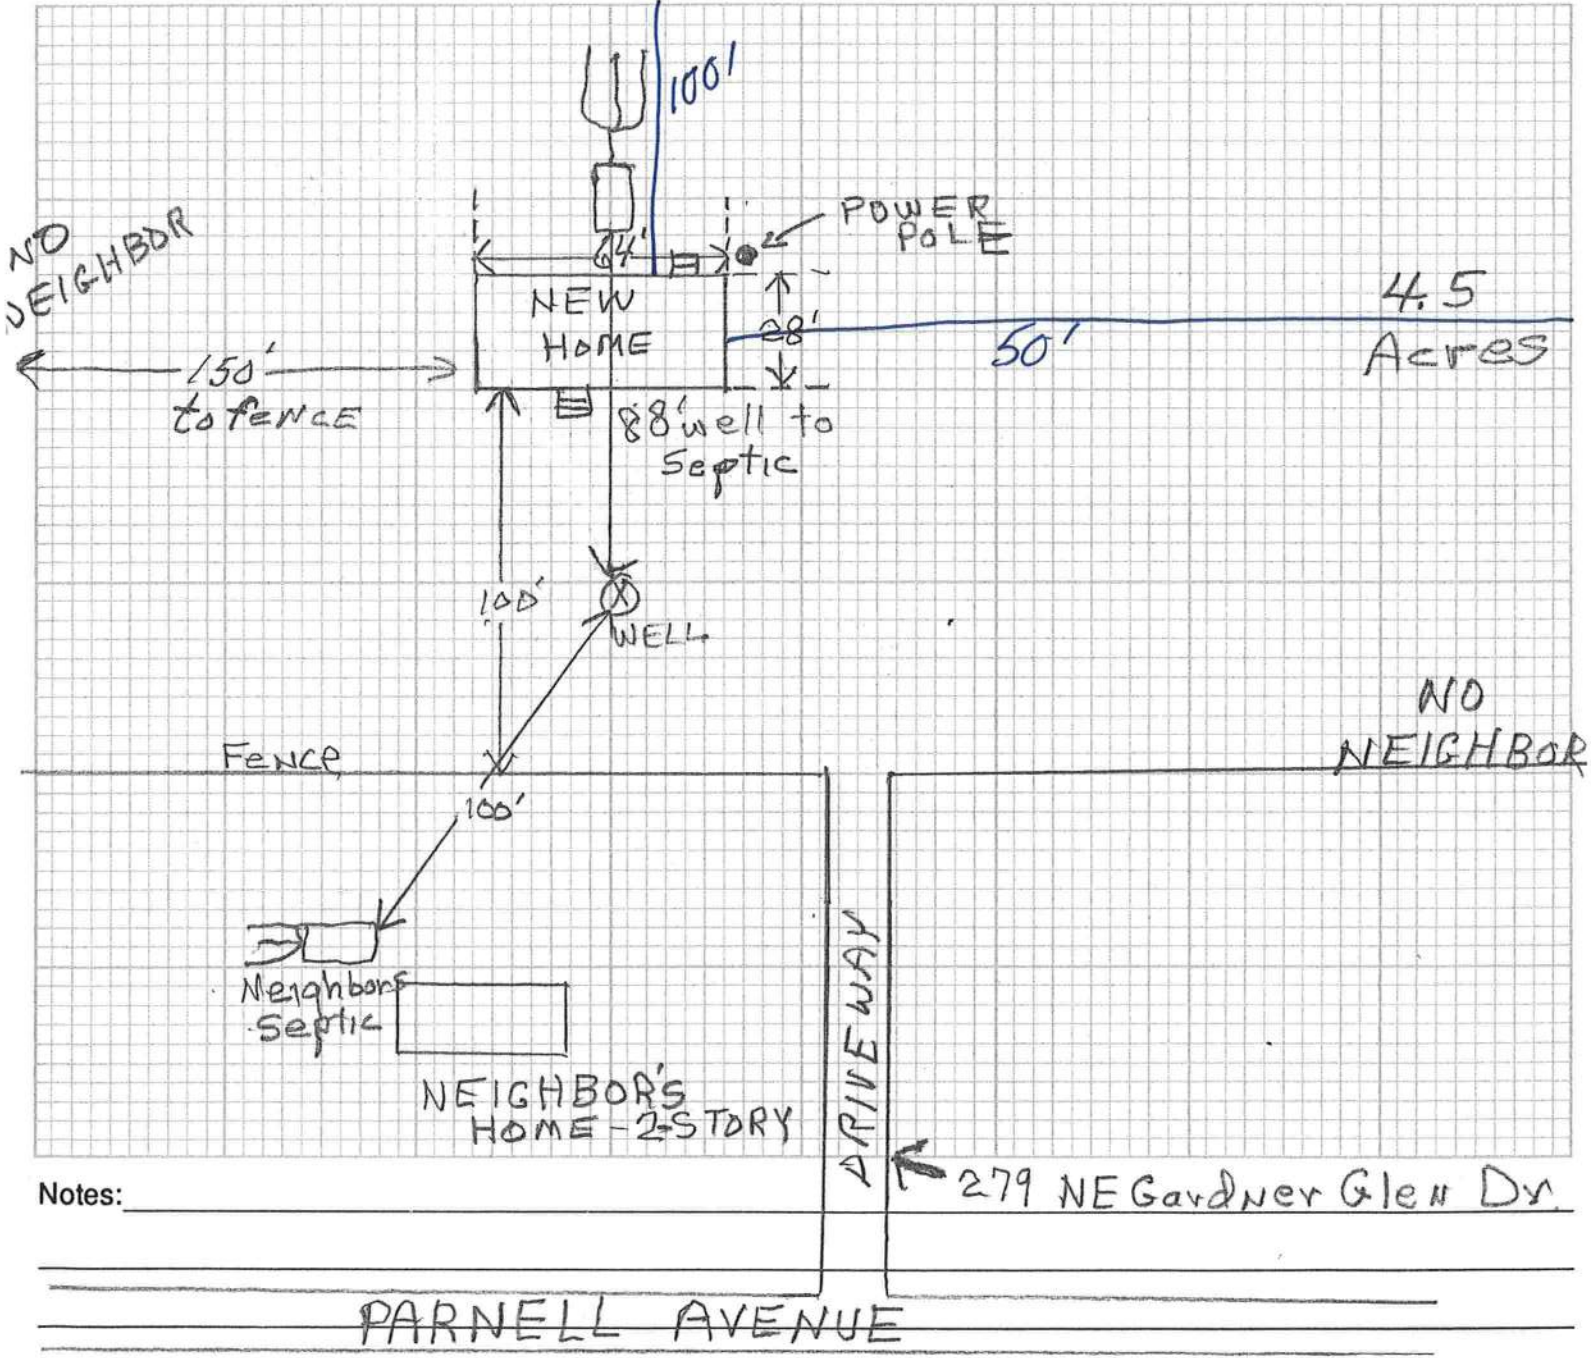 100'
NO
NEIGHBOR
POWER
POLE
64'
NEW
HOME
28'
4.5
Acres
50'
150'
to fence
88' well to
Septic
100'
WELL
NO
NEIGHBOR
Fence
100'
Neighbors
Septic
NEIGHBOR'S
HOME - 2-STORY
DRIVEWAY
279 NE Gardner Glen Dr.
Notes:
PARNELL AVENUE